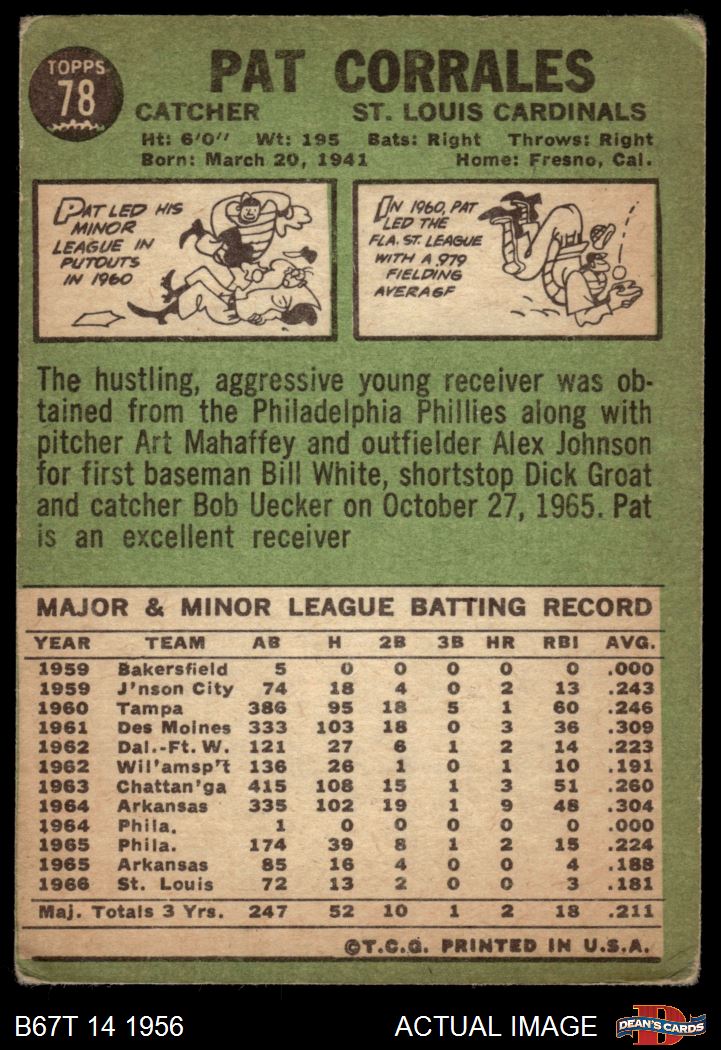 TOPPS
78
PAT CORRALES
CATCHER ST. LOUIS CARDINALS
Ht: 6'0" Wt: 195 Bats: Right Throws: Right
Born: March 20, 1941 Home: Fresno, Cal.
PAT LED HIS
MINOR
LEAGUE IN
PUTOUTS
IN 1960
IN 1960, PAT
LED THE
FLA. ST. LEAGUE
WITH A .979
FIELDING
AVERAGE
The hustling, aggressive young receiver was ob-
tained from the Philadelphia Phillies along with
pitcher Art Mahaffey and outfielder Alex Johnson
for first baseman Bill White, shortstop Dick Groat
and catcher Bob Uecker on October 27, 1965. Pat
is an excellent receiver
MAJOR & MINOR LEAGUE BATTING RECORD
YEAR TEAM AB H 2B 3B HR RBI AVG.
1959 Bakersfield 5 0 0 0 0 0 .000
1959 J'nson City 74 18 4 0 2 13 .243
1960 Tampa 386 95 18 5 1 60 .246
1961 Des Moines 333 103 18 0 3 36 .309
1962 Dal.-Ft. W. 121 27 6 1 2 14 .223
1962 Wil'amsp't 136 26 1 0 1 10 .191
1963 Chattan'ga 415 108 15 1 3 51 .260
1964 Arkansas 335 102 19 1 9 48 .304
1964 Phila. 1 0 0 0 0 0 .000
1965 Phila. 174 39 8 1 2 15 .224
1965 Arkansas 85 16 4 0 0 4 .188
1966 St. Louis 72 13 2 0 0 3 .181
Maj. Totals 3 Yrs. 247 52 10 1 2 18 .211
©T.C.G. PRINTED IN U.S.A.
B67T 14 1956 ACTUAL IMAGE
D
DEAN'S CARDS